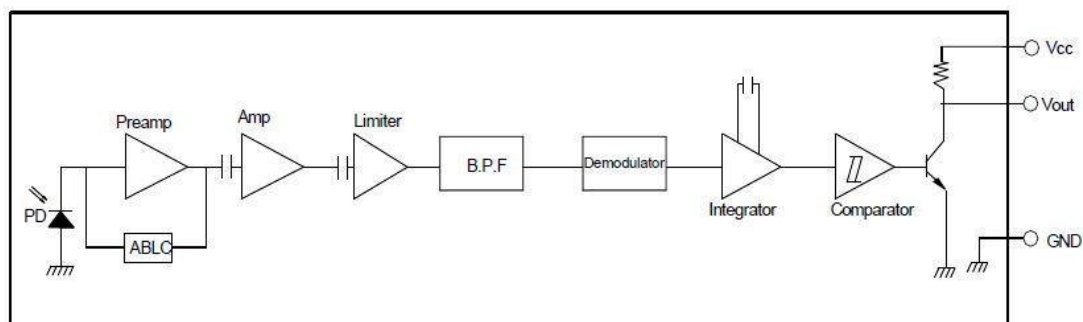 Vcc
Vout
Amp
Limiter
Preamp
B.P.F
Demodulator
PD
Integrator
Comparator
ABLC
GND